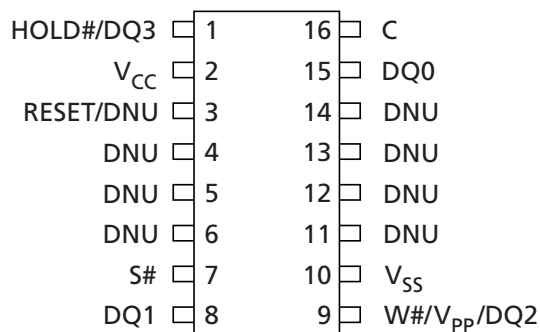 HOLD#/DQ3 1 16 C
VCC 2 15 DQ0
RESET/DNU 3 14 DNU
DNU 4 13 DNU
DNU 5 12 DNU
DNU 6 11 DNU
S# 7 10 VSS
DQ1 8 9 W#/VPP/DQ2